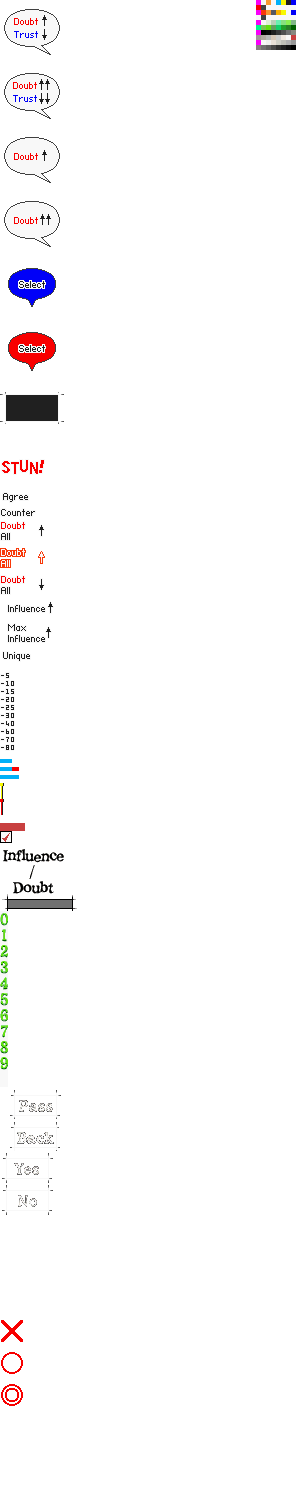 Doubt ↑
Trust ↓
Doubt ↑↑
Trust ↓↓
Doubt ↑
Doubt ↑↑
Select
Select
STUN!
Agree
Counter
Doubt
All ↑
Doubt
All ⇧
Doubt
All ↓
Influence ↑
Max
Influence ↑
Unique
-5
-10
-15
-20
-25
-30
-40
-60
-70
-80
Influence
/
Doubt
0
1
2
3
4
5
6
7
8
9
Pass
Back
Yes
No